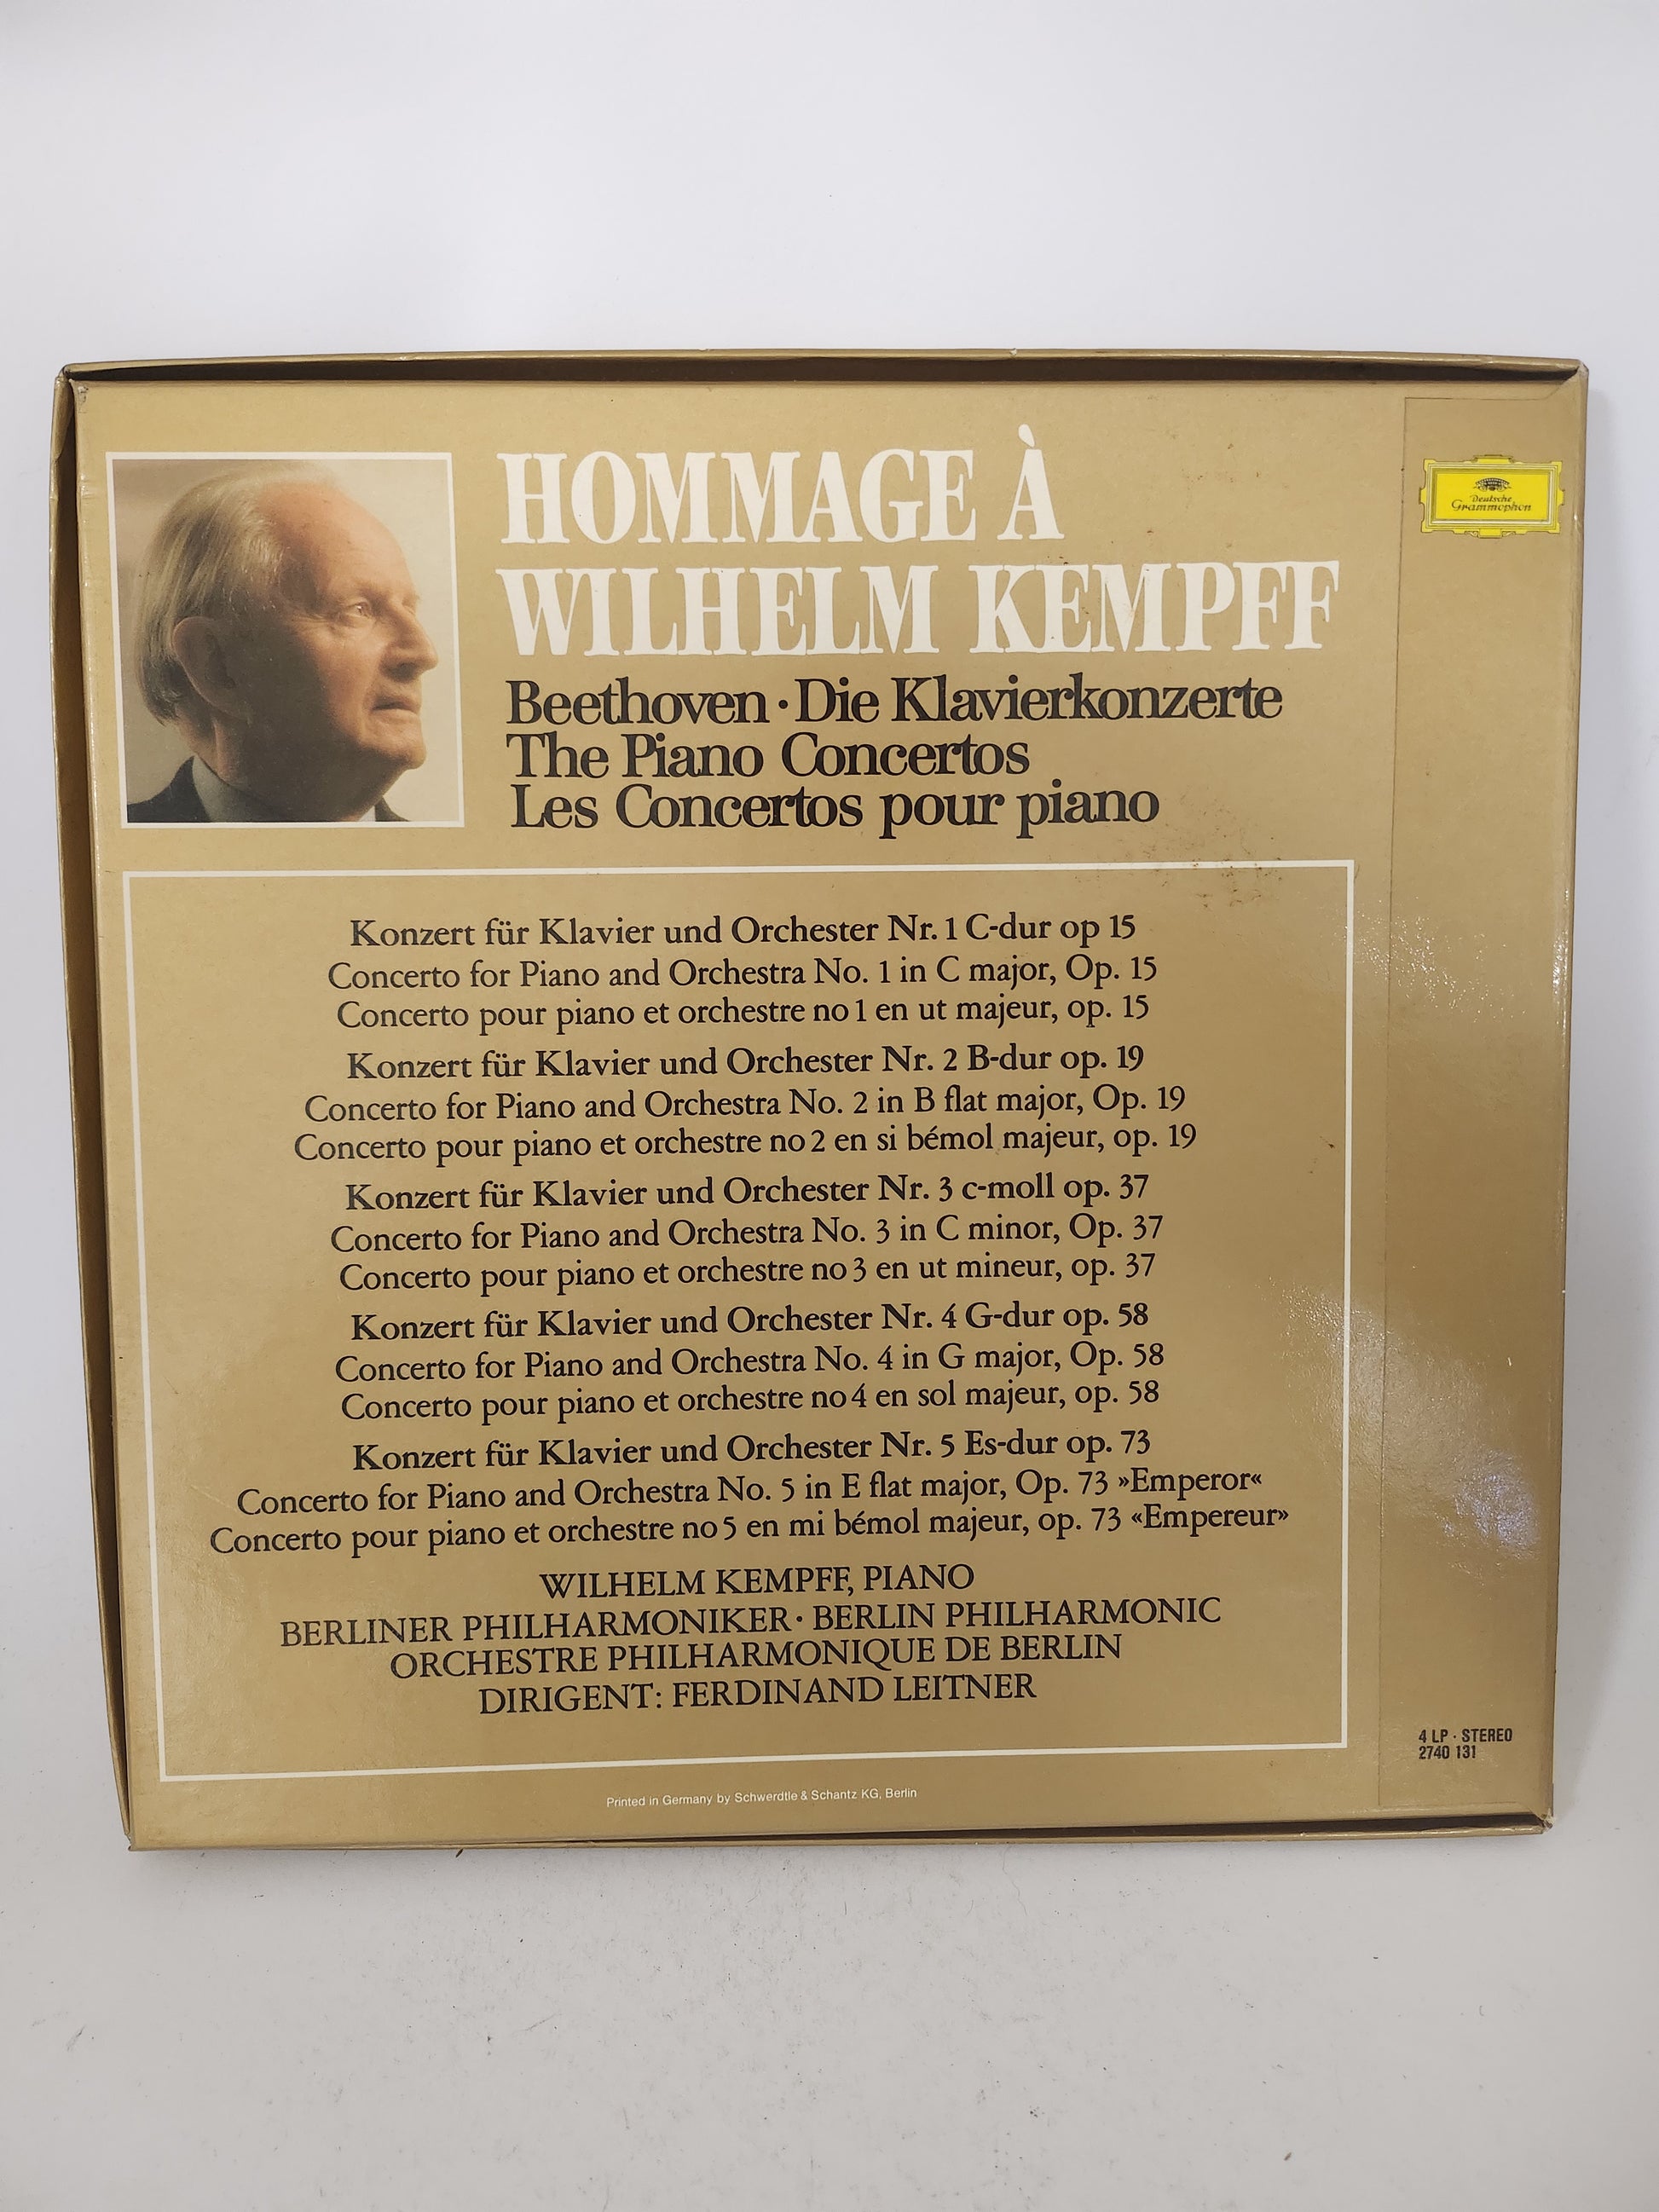 HOMMAGE À
WILHELM KEMPFF
Beethoven · Die Klavierkonzerte
The Piano Concertos
Les Concertos pour piano
Deutsche
Grammophon
Konzert für Klavier und Orchester Nr. 1 C-dur op 15
Concerto for Piano and Orchestra No. 1 in C major, Op. 15
Concerto pour piano et orchestre no 1 en ut majeur, op. 15
Konzert für Klavier und Orchester Nr. 2 B-dur op. 19
Concerto for Piano and Orchestra No. 2 in B flat major, Op. 19
Concerto pour piano et orchestre no 2 en si bémol majeur, op. 19
Konzert für Klavier und Orchester Nr. 3 c-moll op. 37
Concerto for Piano and Orchestra No. 3 in C minor, Op. 37
Concerto pour piano et orchestre no 3 en ut mineur, op. 37
Konzert für Klavier und Orchester Nr. 4 G-dur op. 58
Concerto for Piano and Orchestra No. 4 in G major, Op. 58
Concerto pour piano et orchestre no 4 en sol majeur, op. 58
Konzert für Klavier und Orchester Nr. 5 Es-dur op. 73
Concerto for Piano and Orchestra No. 5 in E flat major, Op. 73 »Emperor«
Concerto pour piano et orchestre no 5 en mi bémol majeur, op. 73 «Empereur»
WILHELM KEMPFF, PIANO
BERLINER PHILHARMONIKER · BERLIN PHILHARMONIC
ORCHESTRE PHILHARMONIQUE DE BERLIN
DIRIGENT: FERDINAND LEITNER
4 LP · STEREO
2740 131
Printed in Germany by Schwerdtle & Schantz KG, Berlin